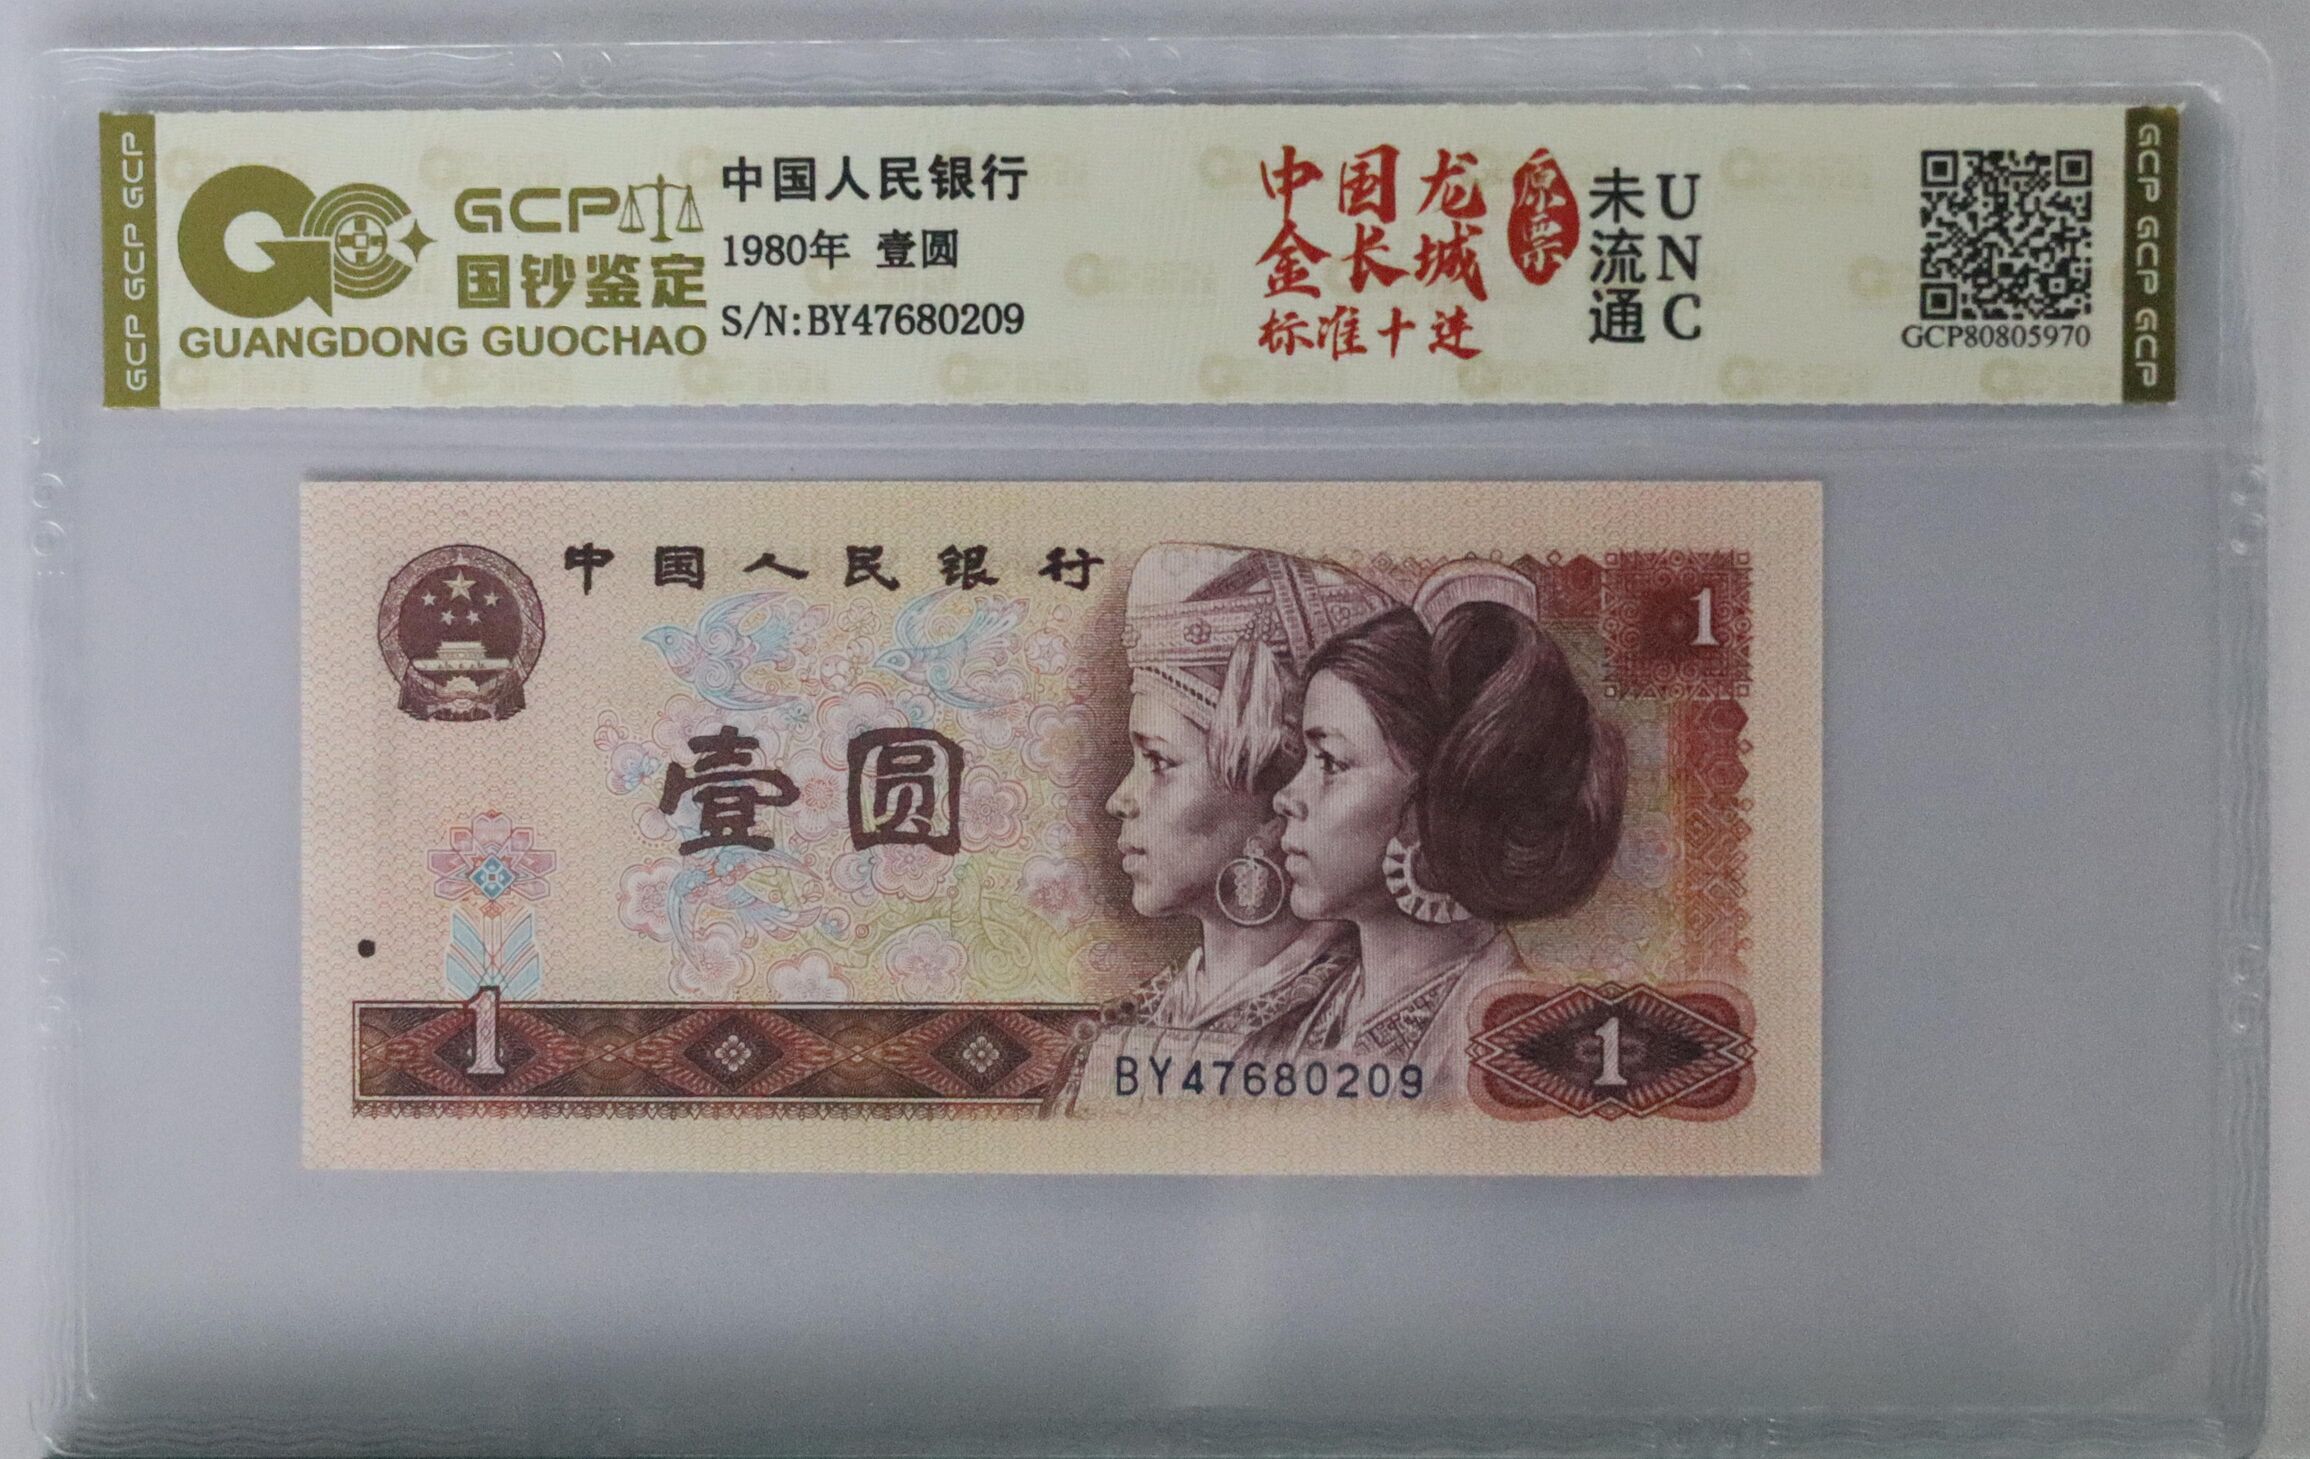 GCP GCP GCP
GCP
国钞鉴定
GUANGDONG GUOCHAO
中国人民银行
1980年 壹圆
S/N:BY47680209
中国龙
金长城
标准十连
原票
未流通
UNC
GCP80805970
GCP GCP GCP
中国人民银行
1
壹圆
1
BY47680209
1